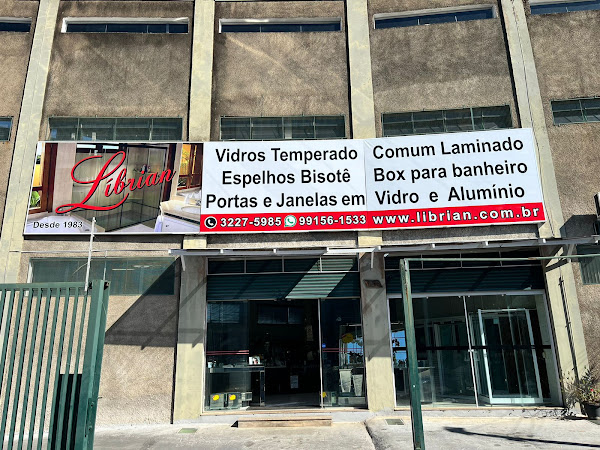 Librian
Desde 1983
Vidros Temperado
Espelhos Bisotê
Portas e Janelas em
3227-5985 99156-1533
Comum Laminado
Box para banheiro
Vidro e Alumínio
www.librian.com.br